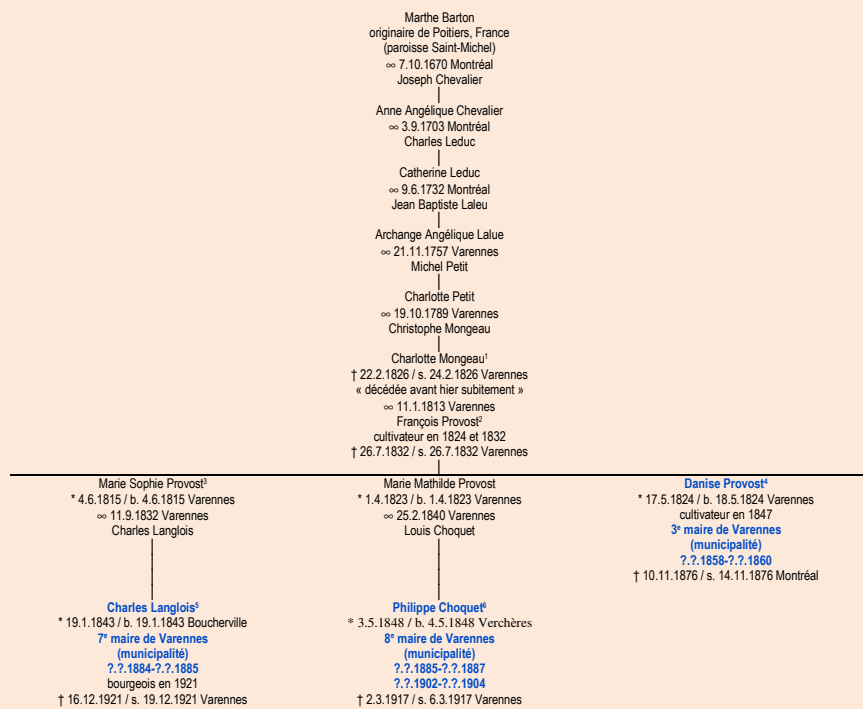 Marthe Barton
originaire de Poitiers, France
(paroisse Saint-Michel)
∞ 7.10.1670 Montréal
Joseph Chevalier
Anne Angélique Chevalier
∞ 3.9.1703 Montréal
Charles Leduc
Catherine Leduc
∞ 9.6.1732 Montréal
Jean Baptiste Laleu
Archange Angélique Lalue
∞ 21.11.1757 Varennes
Michel Petit
Charlotte Petit
∞ 19.10.1789 Varennes
Christophe Mongeau
Charlotte Mongeau¹
† 22.2.1826 / s. 24.2.1826 Varennes
« décédée avant hier subitement »
∞ 11.1.1813 Varennes
François Provost²
cultivateur en 1824 et 1832
† 26.7.1832 / s. 26.7.1832 Varennes
Marie Sophie Provost³
* 4.6.1815 / b. 4.6.1815 Varennes
∞ 11.9.1832 Varennes
Charles Langlois
Charles Langlois⁵
* 19.1.1843 / b. 19.1.1843 Boucherville
7ᵉ maire de Varennes
(municipalité)
?.?.1884-?.?.1885
bourgeois en 1921
† 16.12.1921 / s. 19.12.1921 Varennes
Marie Mathilde Provost
* 1.4.1823 / b. 1.4.1823 Varennes
∞ 25.2.1840 Varennes
Louis Choquet
Philippe Choquet⁶
* 3.5.1848 / b. 4.5.1848 Verchères
8ᵉ maire de Varennes
(municipalité)
?.?.1885-?.?.1887
?.?.1902-?.?.1904
† 2.3.1917 / s. 6.3.1917 Varennes
Danise Provost⁴
* 17.5.1824 / b. 18.5.1824 Varennes
cultivateur en 1847
3ᵉ maire de Varennes
(municipalité)
?.?.1858-?.?.1860
† 10.11.1876 / s. 14.11.1876 Montréal